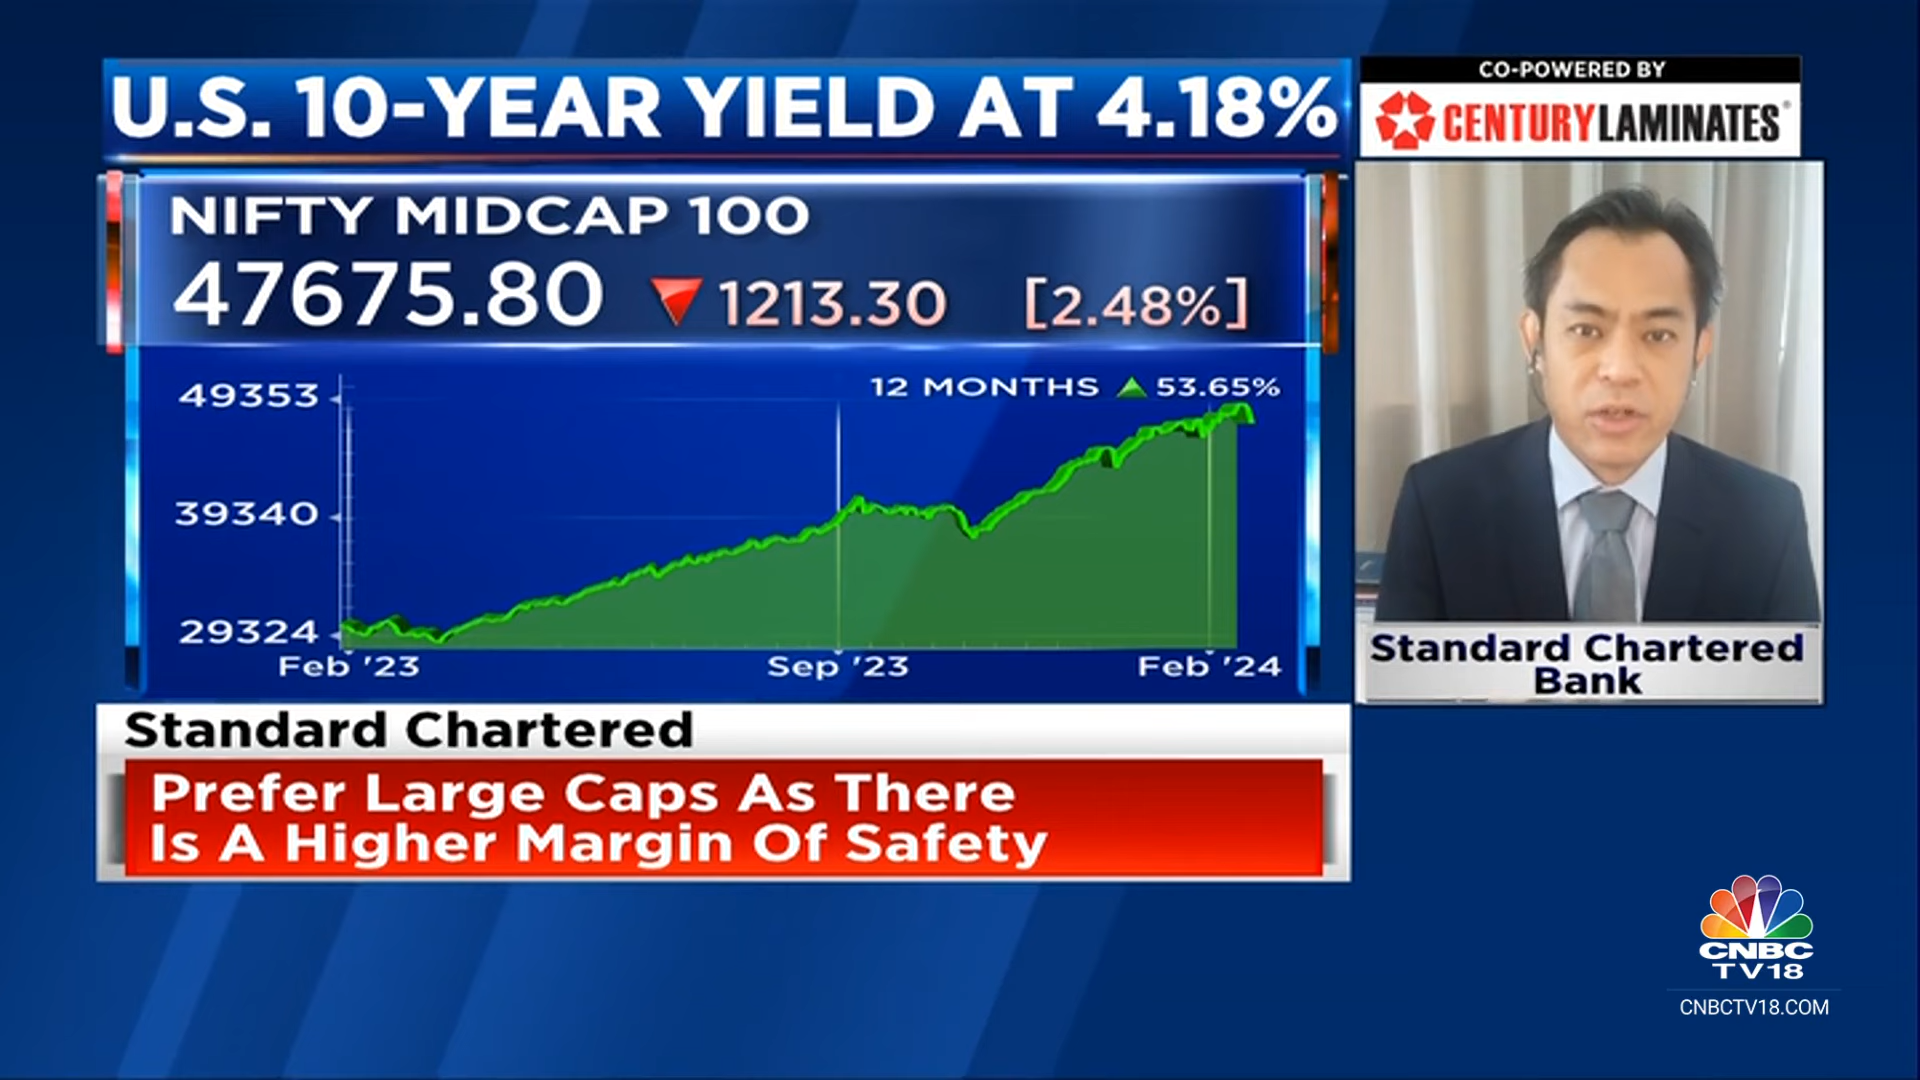 U.S. 10-YEAR YIELD AT 4.18%
CO-POWERED BY
CENTURYLAMINATES®
NIFTY MIDCAP 100
47675.80 ▼ 1213.30 [2.48%]
12 MONTHS ▲ 53.65%
49353
39340
29324
Feb '23 Sep '23 Feb '24
Standard Chartered
Bank
Standard Chartered
Prefer Large Caps As There
Is A Higher Margin Of Safety
CNBC
TV18
CNBCTV18.COM